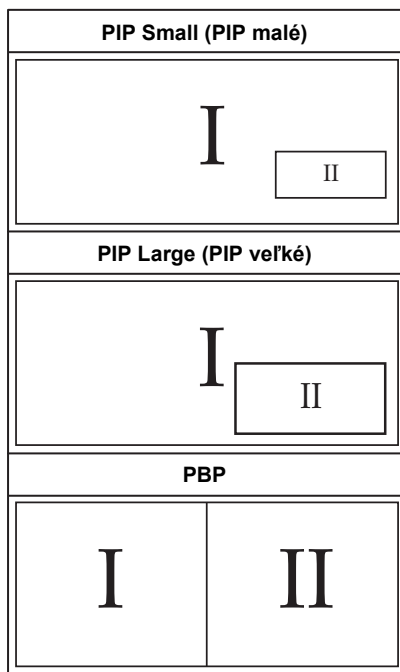 PIP Small (PIP malé)
I
II
PIP Large (PIP veľké)
I
II
PBP
I II